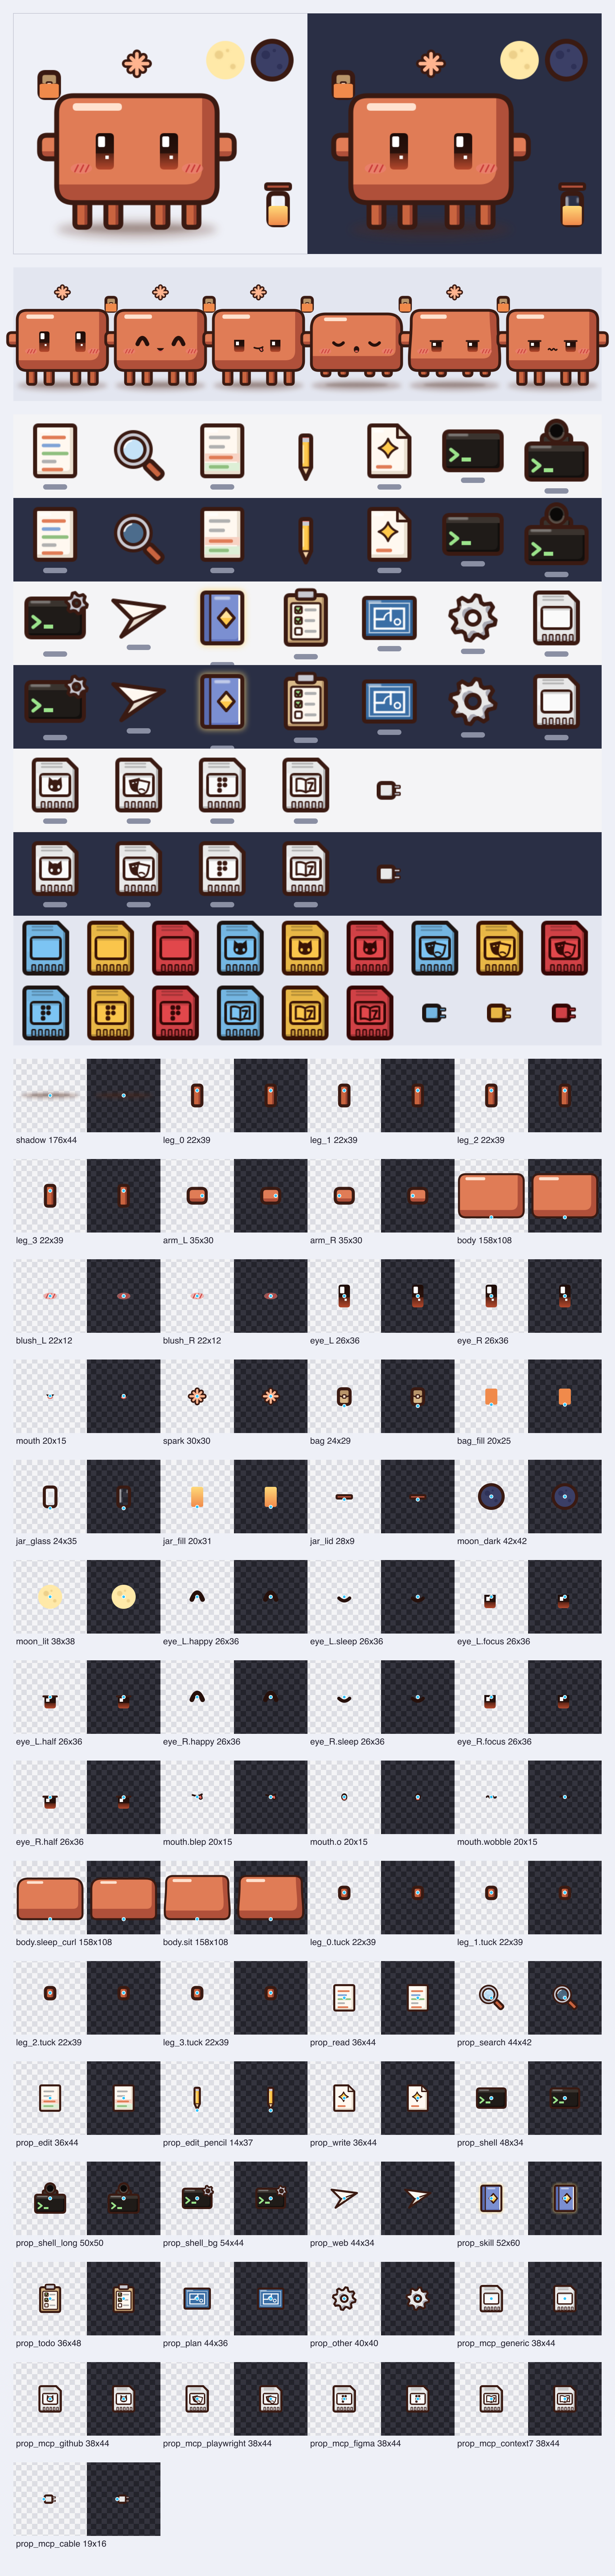 shadow 176x44 leg_0 22x39 leg_1 22x39 leg_2 22x39
leg_3 22x39 arm_L 35x30 arm_R 35x30 body 158x108
blush_L 22x12 blush_R 22x12 eye_L 26x36 eye_R 26x36
mouth 20x15 spark 30x30 bag 24x29 bag_fill 20x25
jar_glass 24x35 jar_fill 20x31 jar_lid 28x9 moon_dark 42x42
moon_lit 38x38 eye_L.happy 26x36 eye_L.sleep 26x36 eye_L.focus 26x36
eye_L.half 26x36 eye_R.happy 26x36 eye_R.sleep 26x36 eye_R.focus 26x36
eye_R.half 26x36 mouth.blep 20x15 mouth.o 20x15 mouth.wobble 20x15
body.sleep_curl 158x108 body.sit 158x108 leg_0.tuck 22x39 leg_1.tuck 22x39
leg_2.tuck 22x39 leg_3.tuck 22x39 prop_read 36x44 prop_search 44x42
prop_edit 36x44 prop_edit_pencil 14x37 prop_write 36x44 prop_shell 48x34
prop_shell_long 50x50 prop_shell_bg 54x44 prop_web 44x34 prop_skill 52x60
prop_todo 36x48 prop_plan 44x36 prop_other 40x40 prop_mcp_generic 38x44
prop_mcp_github 38x44 prop_mcp_playwright 38x44 prop_mcp_figma 38x44 prop_mcp_context7 38x44
prop_mcp_cable 19x16